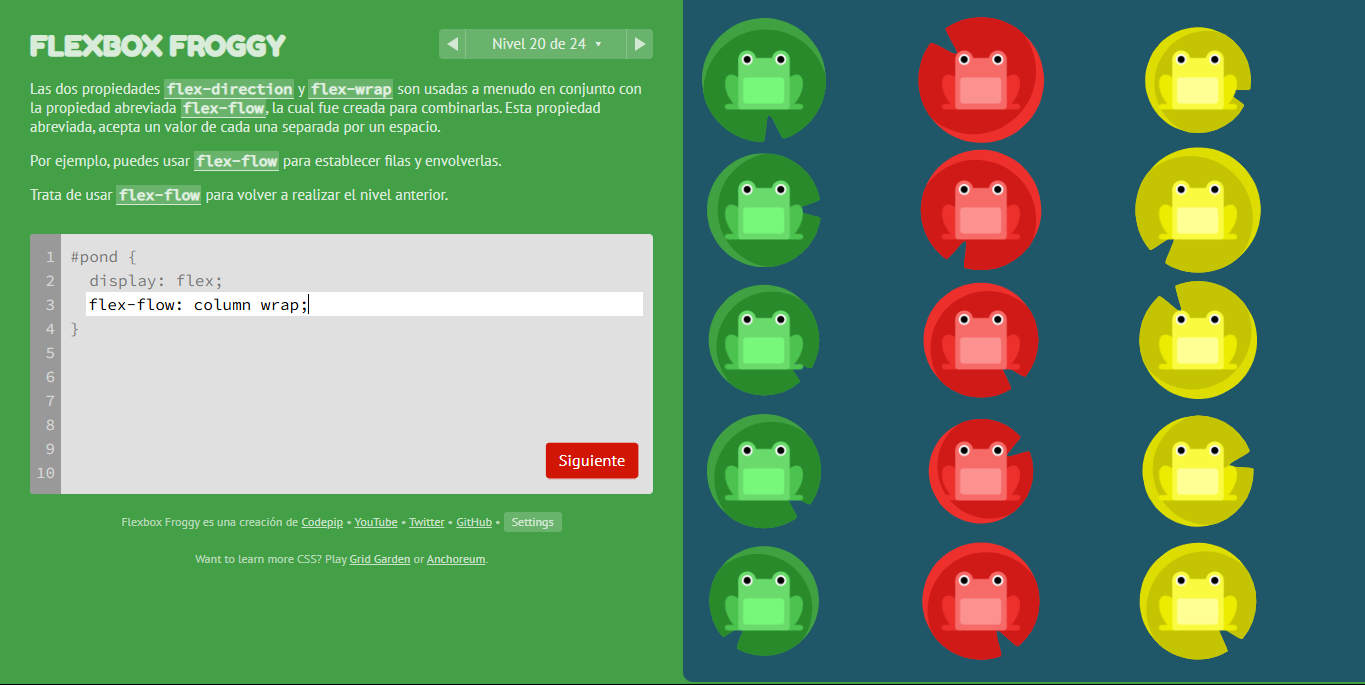 FLEXBOX FROGGY
Nivel 20 de 24
Las dos propiedades flex-direction y flex-wrap son usadas a menudo en conjunto con
la propiedad abreviada flex-flow, la cual fue creada para combinarlas. Esta propiedad
abreviada, acepta un valor de cada una separada por un espacio.
Por ejemplo, puedes usar flex-flow para establecer filas y envolverlas.
Trata de usar flex-flow para volver a realizar el nivel anterior.
1 #pond {
2 display: flex;
3 flex-flow: column wrap;
4 }
5
6
7
8
9
10
Siguiente
Flexbox Froggy es una creación de Codepip • YouTube • Twitter • GitHub • Settings
Want to learn more CSS? Play Grid Garden or Anchoreum.